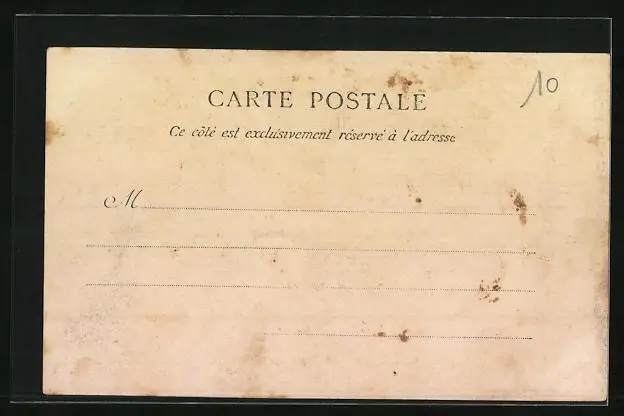 10
CARTE POSTALE
Ce côté est exclusivement réservé à l'adresse
M